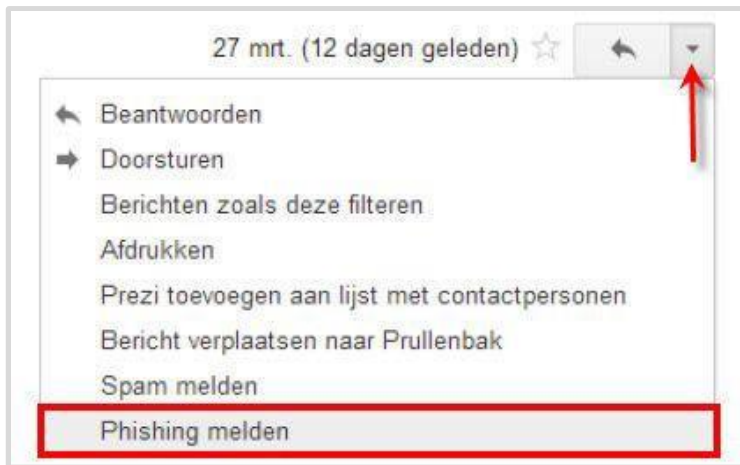 27 mrt. (12 dagen geleden)
Beantwoorden
Doorsturen
Berichten zoals deze filteren
Afdrukken
Prezi toevoegen aan lijst met contactpersonen
Bericht verplaatsen naar Prullenbak
Spam melden
Phishing melden